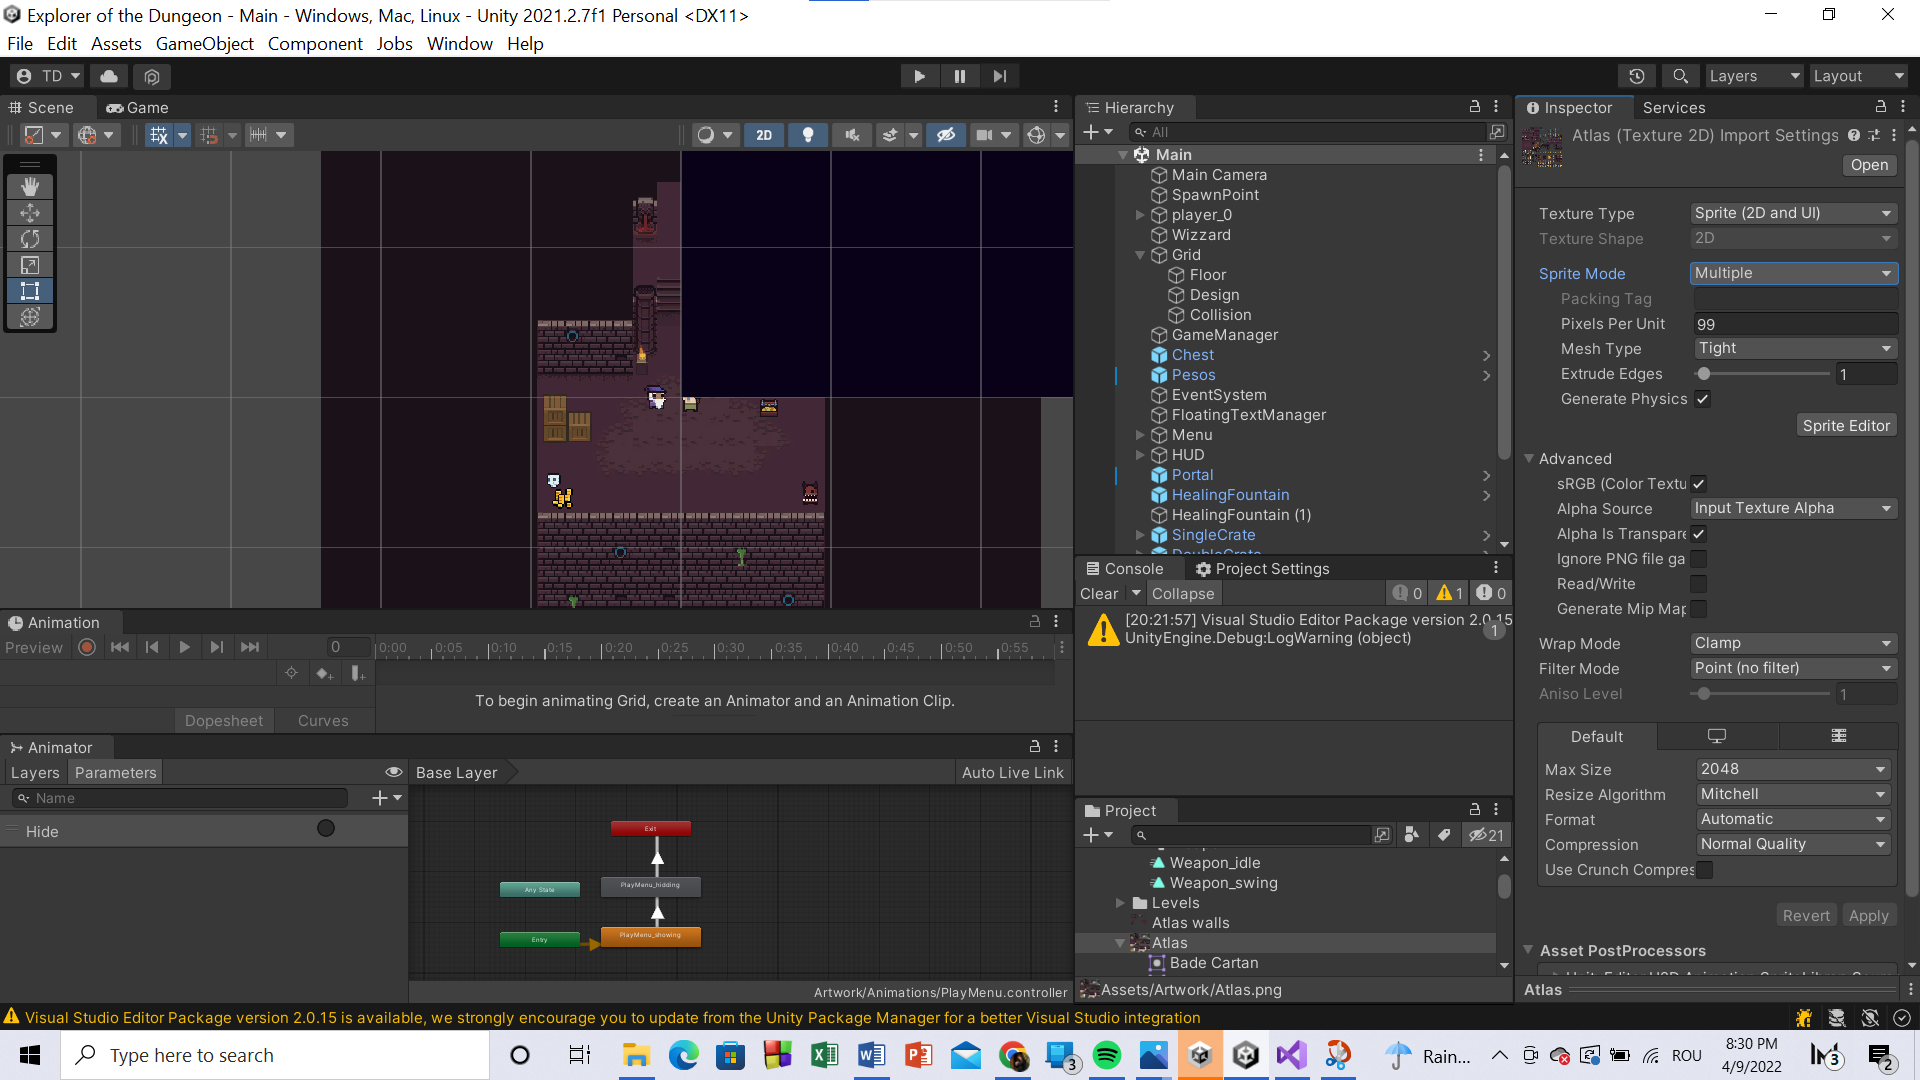 Explorer of the Dungeon - Main - Windows, Mac, Linux - Unity 2021.2.7f1 Personal <DX11>
File Edit Assets GameObject Component Jobs Window Help
TD
Layers Layout
Scene Game
2D
Hierarchy
All
Main
Main Camera
SpawnPoint
player_0
Wizzard
Grid
Floor
Design
Collision
GameManager
Chest
Pesos
EventSystem
FloatingTextManager
Menu
HUD
Portal
HealingFountain
HealingFountain (1)
SingleCrate
DoubleCrate
Inspector Services
Atlas (Texture 2D) Import Settings
Open
Texture Type Sprite (2D and UI)
Texture Shape 2D
Sprite Mode Multiple
Packing Tag
Pixels Per Unit 99
Mesh Type Tight
Extrude Edges 1
Generate Physics
Sprite Editor
Advanced
sRGB (Color Textu
Alpha Source Input Texture Alpha
Alpha Is Transpare
Ignore PNG file ga
Read/Write
Generate Mip Map
Wrap Mode Clamp
Filter Mode Point (no filter)
Aniso Level 1
Default
Max Size 2048
Resize Algorithm Mitchell
Format Automatic
Compression Normal Quality
Use Crunch Compres
Revert Apply
Asset PostProcessors
Atlas
Console Project Settings
Clear Collapse 0 1 0
[20:21:57] Visual Studio Editor Package version 2.0.15
UnityEngine.Debug:LogWarning (object)
1
Project
21
Weapon_idle
Weapon_swing
Levels
Atlas walls
Atlas
Bade Cartan
Assets/Artwork/Atlas.png
Animation
Preview 0 0:00 0:05 0:10 0:15 0:20 0:25 0:30 0:35 0:40 0:45 0:50 0:55
To begin animating Grid, create an Animator and an Animation Clip.
Dopesheet Curves
Animator
Layers Parameters Base Layer Auto Live Link
Name
Hide
Exit
Any State
PlayMenu_hidding
Entry
PlayMenu_showing
Artwork/Animations/PlayMenu.controller
Visual Studio Editor Package version 2.0.15 is available, we strongly encourage you to update from the Unity Package Manager for a better Visual Studio integration
Type here to search
3
Rain...
ROU
8:30 PM
4/9/2022
3
2